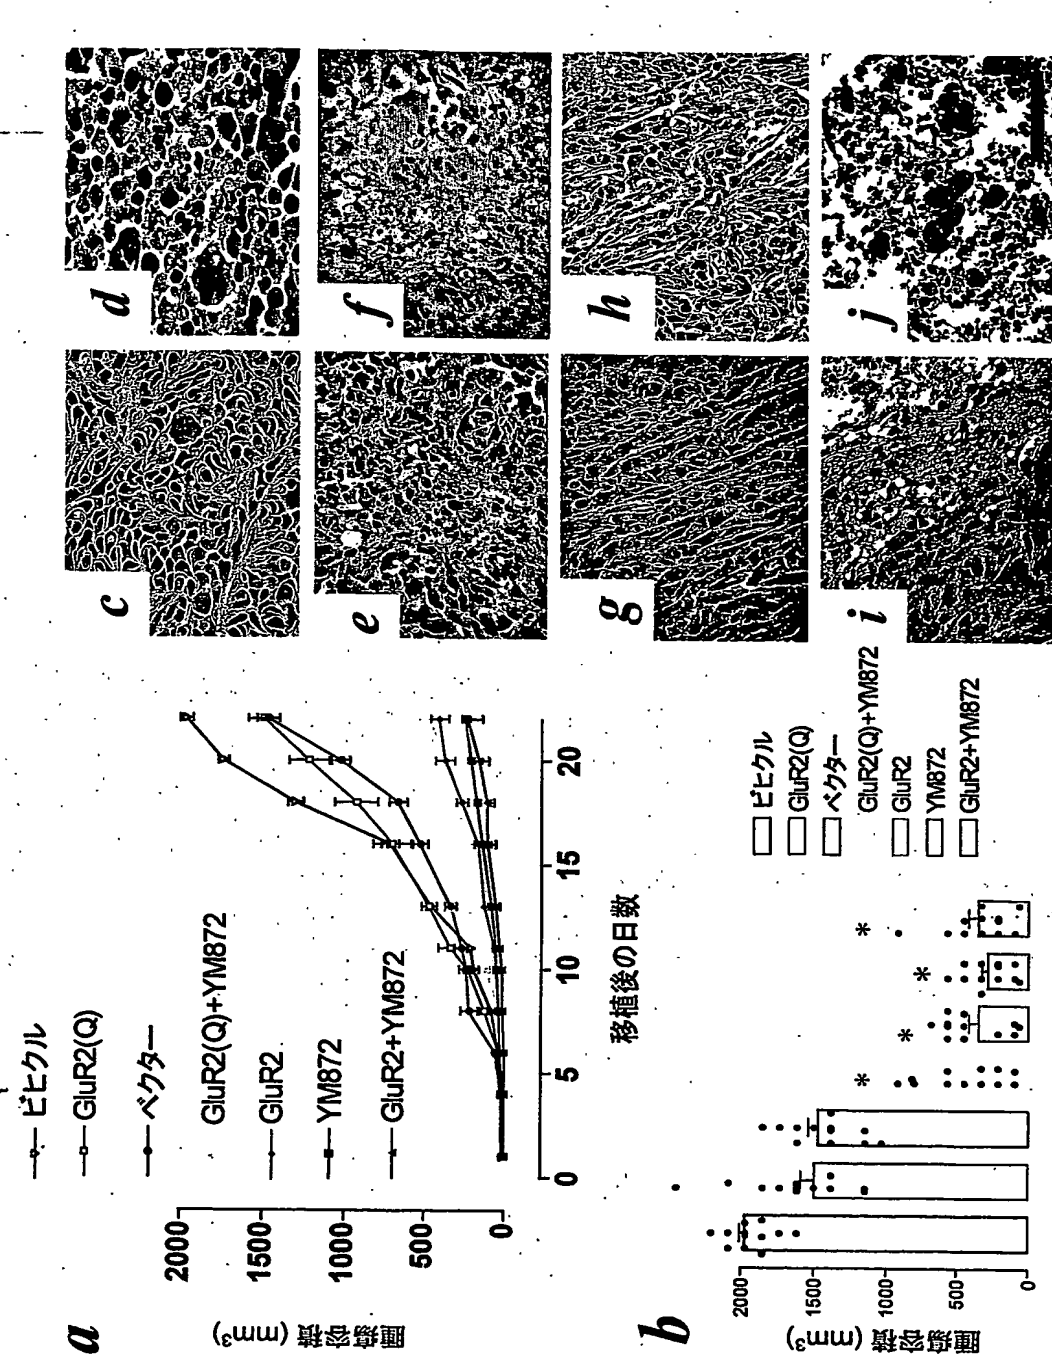 a
腫瘍容積 (mm³)
2000
1500
1000
500
0
ビヒクル
GluR2(Q)
ベクター
GluR2(Q)+YM872
GluR2
YM872
GluR2+YM872
0
5
10
15
20
移植後の日数
b
腫瘍容積 (mm³)
2000
1500
1000
500
0
*
*
*
*
ビヒクル
GluR2(Q)
ベクター
GluR2(Q)+YM872
GluR2
YM872
GluR2+YM872
c
d
e
f
g
h
i
j